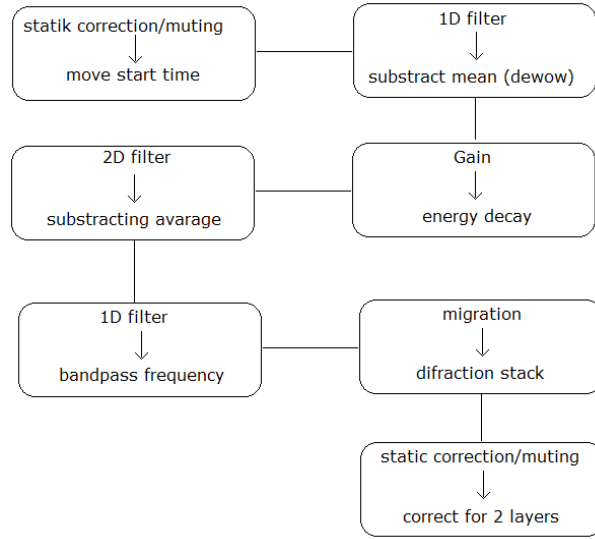 statik correction/muting
move start time
1D filter
substract mean (dewow)
Gain
energy decay
2D filter
substracting avarage
1D filter
bandpass frequency
migration
difraction stack
static correction/muting
correct for 2 layers